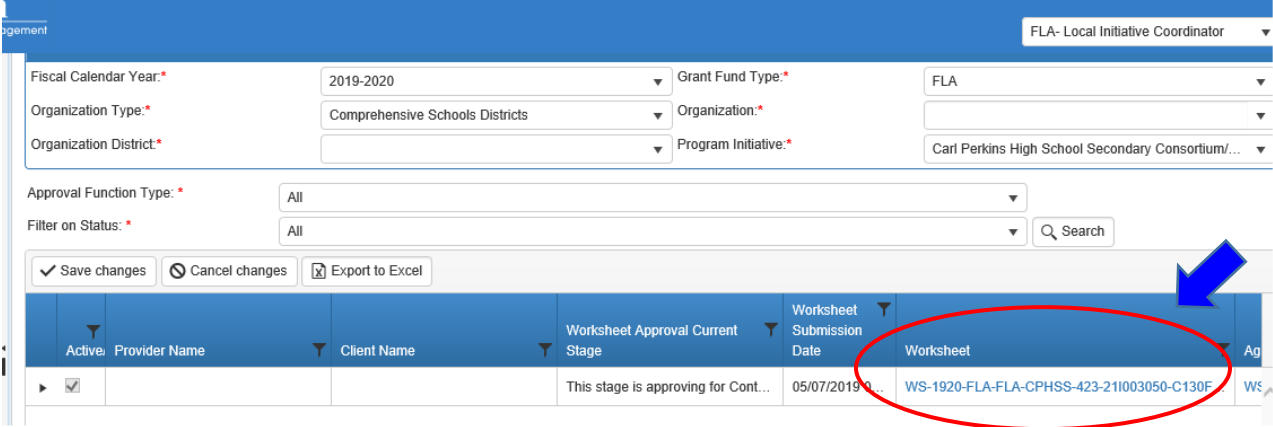 agement
FLA- Local Initiative Coordinator
Fiscal Calendar Year:* 2019-2020 Grant Fund Type:* FLA
Organization Type:* Comprehensive Schools Districts Organization:*
Organization District:* Program Initiative:* Carl Perkins High School Secondary Consortium/...
Approval Function Type: * All
Filter on Status: * All Search
Save changes Cancel changes Export to Excel
Active/ Provider Name Client Name Worksheet Approval Current Stage Worksheet Submission Date Worksheet Ag
This stage is approving for Cont... 05/07/2019 0... WS-1920-FLA-FLA-CPHSS-423-21I003050-C130F... WS